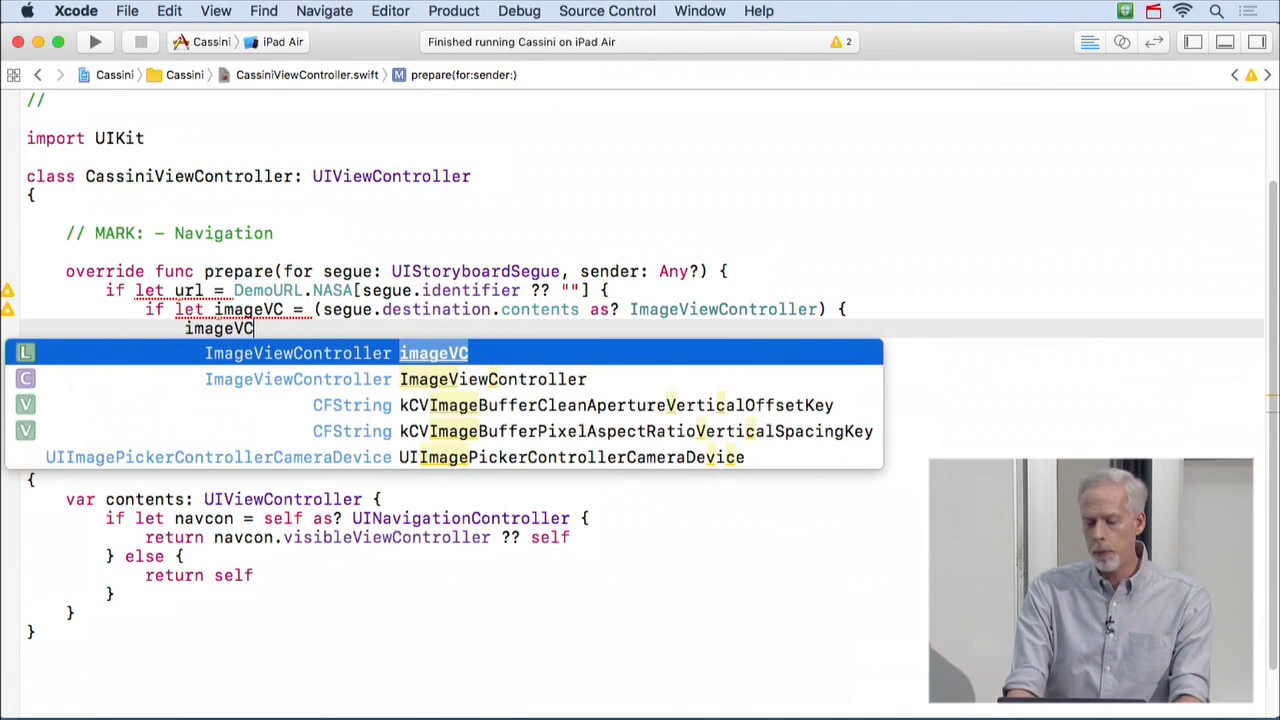 Xcode File Edit View Find Navigate Editor Product Debug Source Control Window Help
Cassini iPad Air Finished running Cassini on iPad Air 2
Cassini Cassini CassiniViewController.swift M prepare(for:sender:)
//
import UIKit
class CassiniViewController: UIViewController
{
// MARK: - Navigation
override func prepare(for segue: UIStoryboardSegue, sender: Any?) {
if let url = DemoURL.NASA[segue.identifier ?? ""] {
if let imageVC = (segue.destination.contents as? ImageViewController) {
imageVC
L ImageViewController imageVC
C ImageViewController ImageViewController
V CFString kCVImageBufferCleanApertureVerticalOffsetKey
V CFString kCVImageBufferPixelAspectRatioVerticalSpacingKey
UIImagePickerControllerCameraDevice UIImagePickerControllerCameraDevice
{
var contents: UIViewController {
if let navcon = self as? UINavigationController {
return navcon.visibleViewController ?? self
} else {
return self
}
}
}